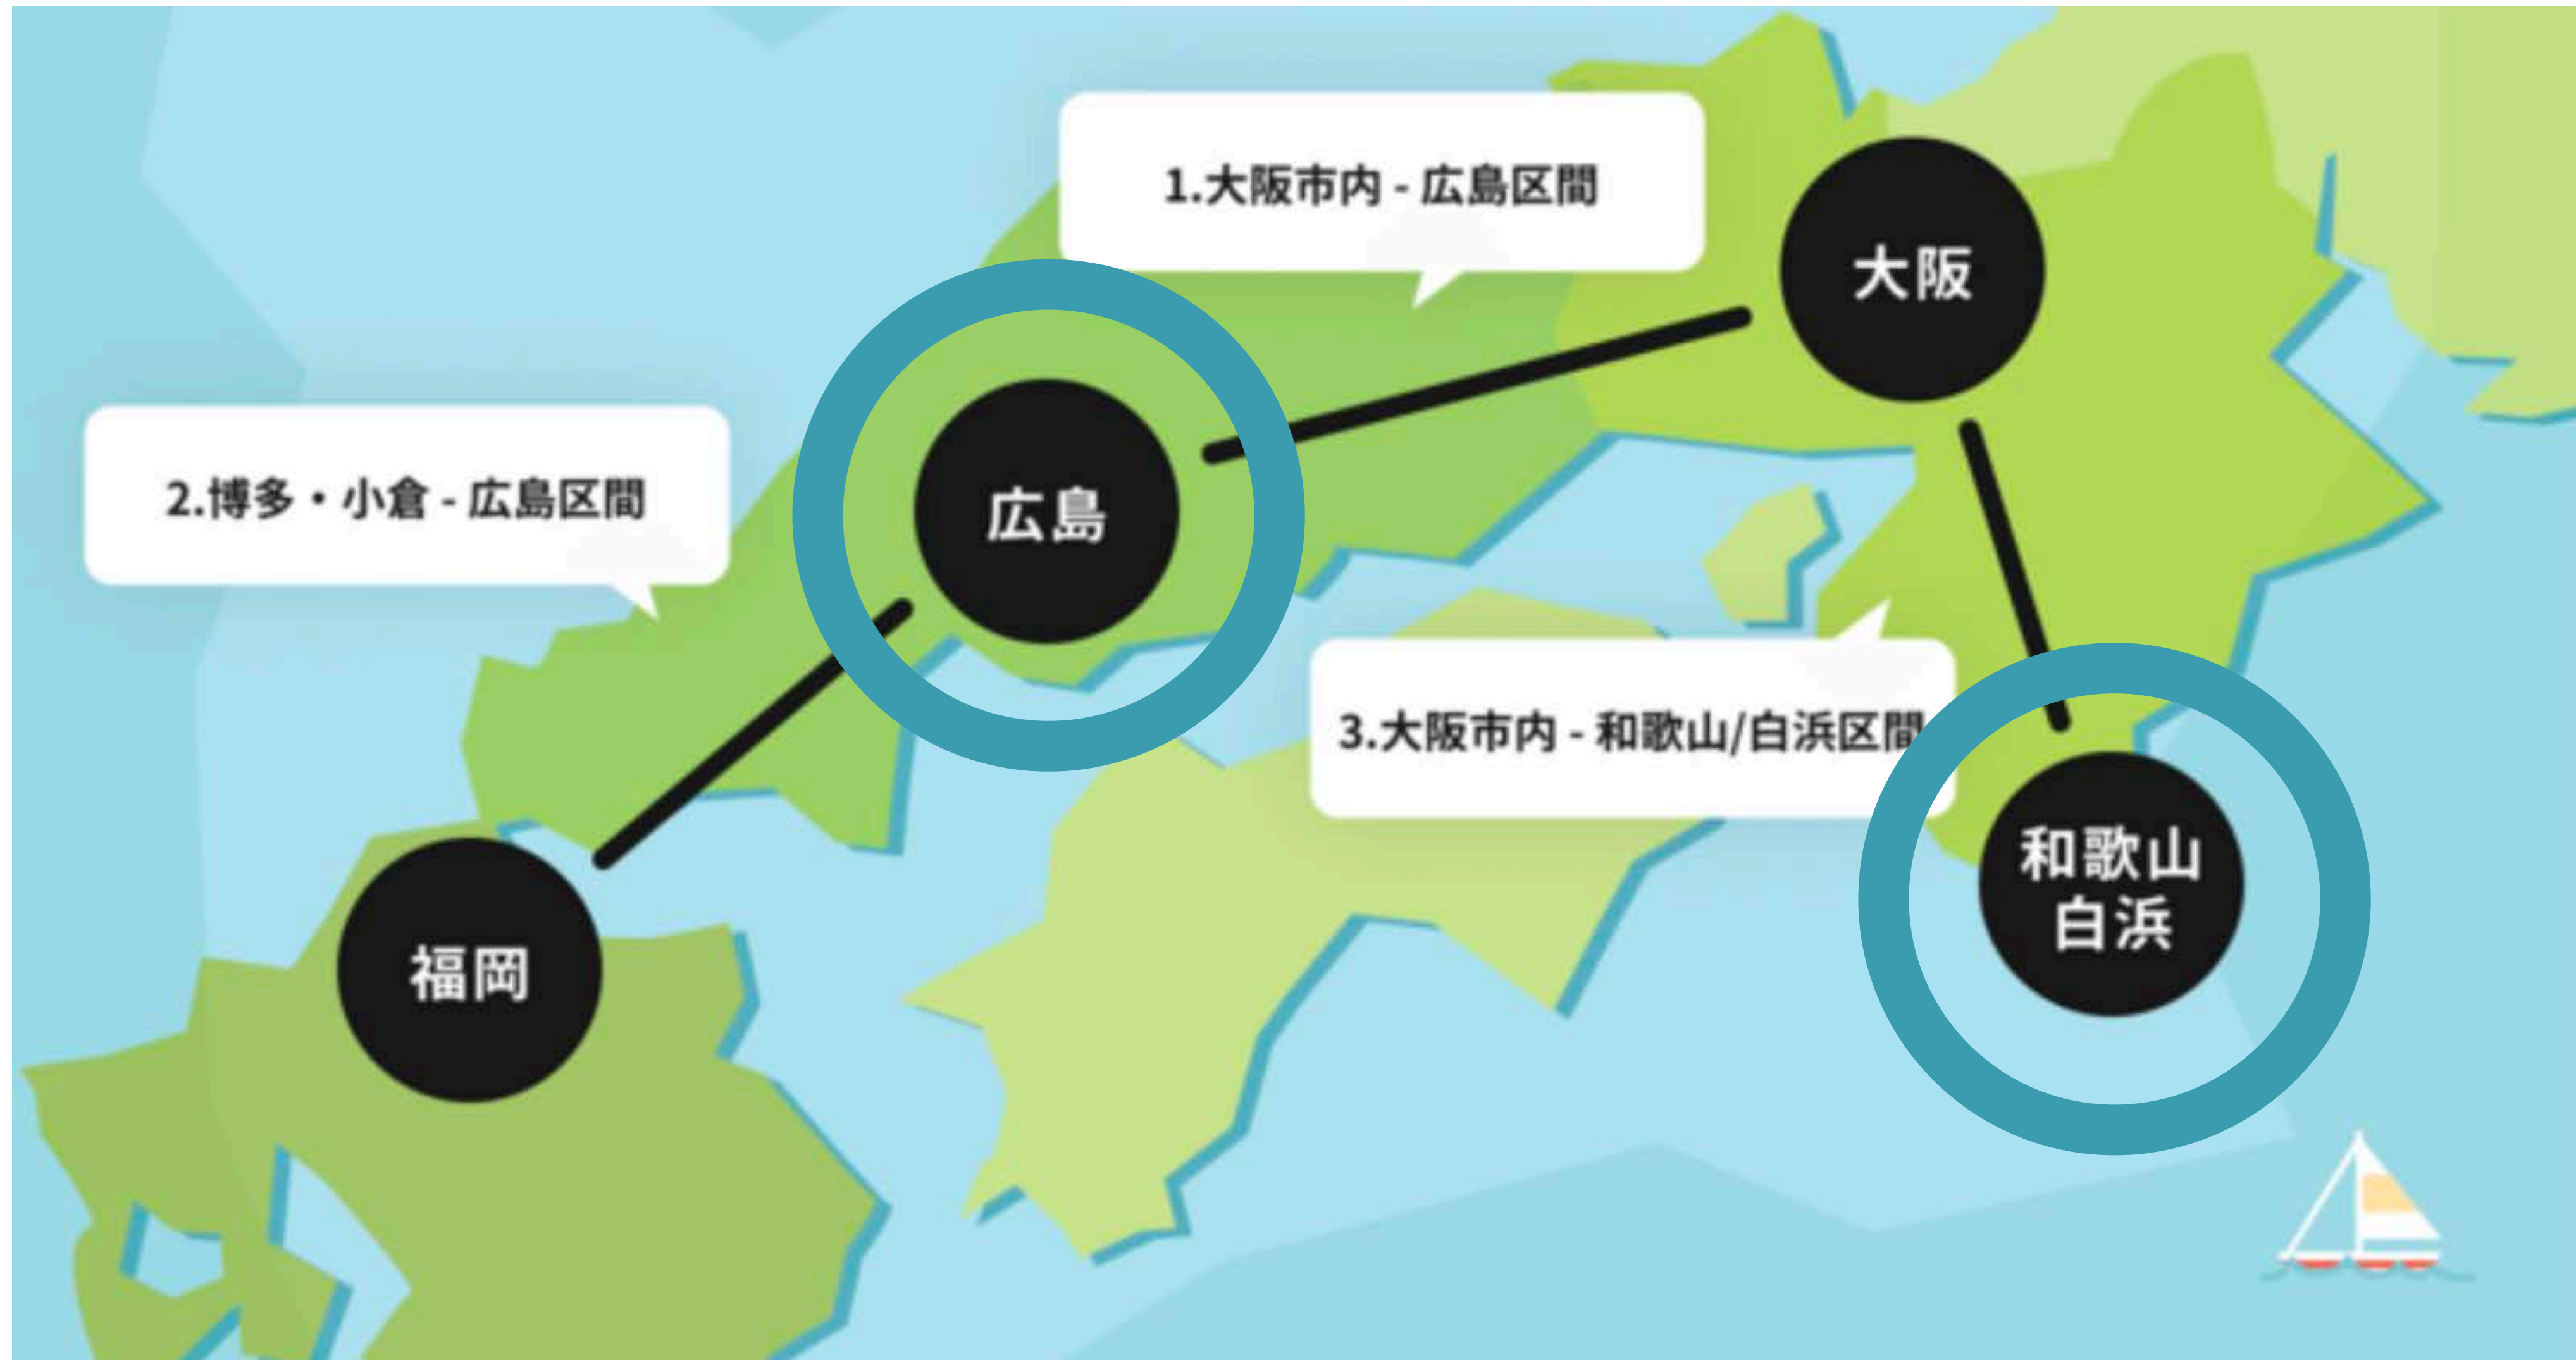 1.大阪市内 - 広島区間
大阪
2.博多・小倉 - 広島区間
広島
3.大阪市内 - 和歌山/白浜区間
和歌山
白浜
福岡